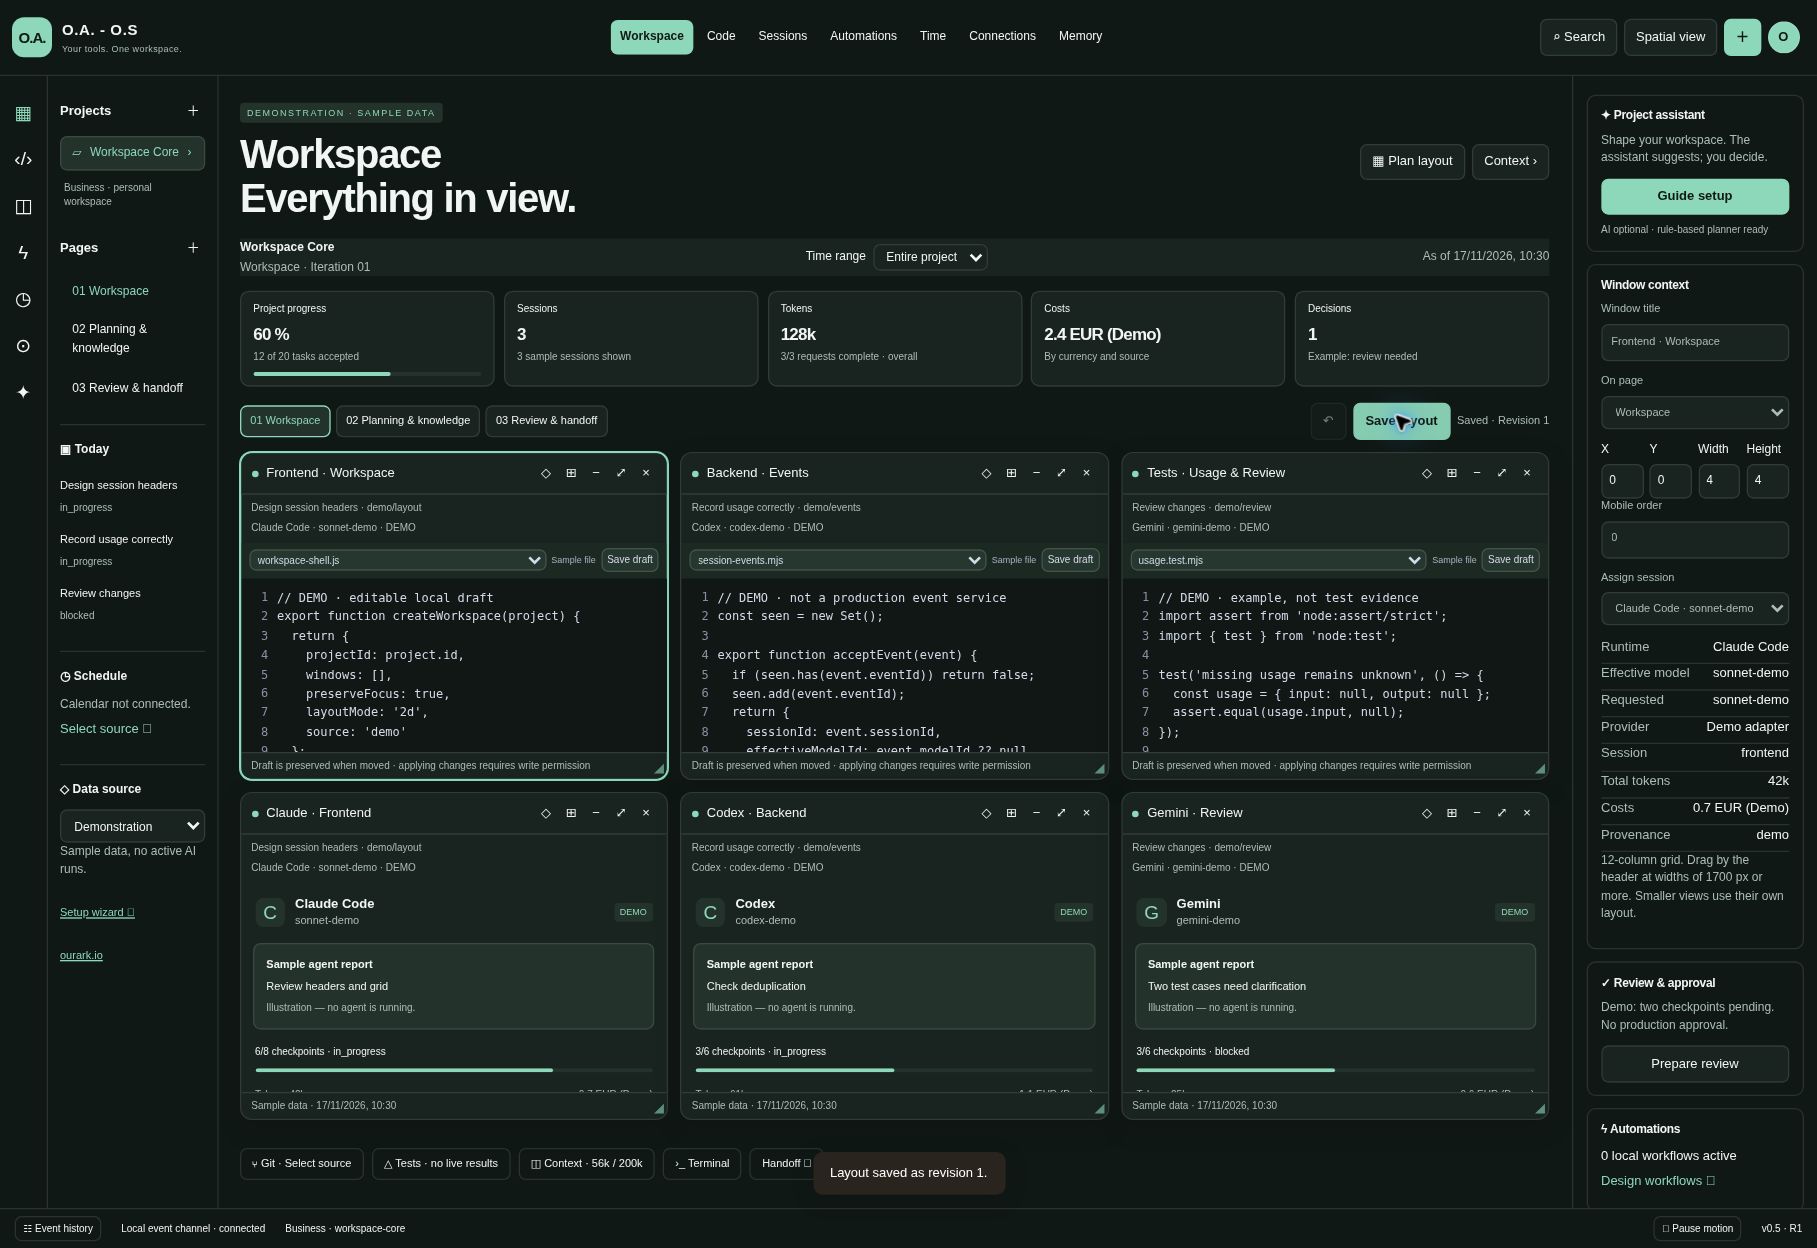 O.A.
O.A. - O.S
Your tools. One workspace.
Workspace
Code
Sessions
Automations
Time
Connections
Memory
Search
Spatial view
+
O
Projects +
Workspace Core ›
Business · personal
workspace
Pages +
01 Workspace
02 Planning &
knowledge
03 Review & handoff
Today
Design session headers
in_progress
Record usage correctly
in_progress
Review changes
blocked
Schedule
Calendar not connected.
Select source
Data source
Demonstration
Sample data, no active AI
runs.
Setup wizard
ourark.io
DEMONSTRATION · SAMPLE DATA
Workspace
Everything in view.
Plan layout
Context ›
Workspace Core
Workspace · Iteration 01
Time range Entire project
As of 17/11/2026, 10:30
Project progress
60 %
12 of 20 tasks accepted
Sessions
3
3 sample sessions shown
Tokens
128k
3/3 requests complete · overall
Costs
2.4 EUR (Demo)
By currency and source
Decisions
1
Example: review needed
01 Workspace
02 Planning & knowledge
03 Review & handoff
Saved · Revision 1
Frontend · Workspace
Design session headers · demo/layout
Claude Code · sonnet-demo · DEMO
workspace-shell.js Sample file Save draft
1 // DEMO · editable local draft
2 export function createWorkspace(project) {
3 return {
4 projectId: project.id,
5 windows: [],
6 preserveFocus: true,
7 layoutMode: '2d',
8 source: 'demo'
9 };
Draft is preserved when moved · applying changes requires write permission
Backend · Events
Record usage correctly · demo/events
Codex · codex-demo · DEMO
session-events.mjs Sample file Save draft
1 // DEMO · not a production event service
2 const seen = new Set();
3
4 export function acceptEvent(event) {
5 if (seen.has(event.eventId)) return false;
6 seen.add(event.eventId);
7 return {
8 sessionId: event.sessionId,
9 effectiveModelId: event.modelId ?? null
Draft is preserved when moved · applying changes requires write permission
Tests · Usage & Review
Review changes · demo/review
Gemini · gemini-demo · DEMO
usage.test.mjs Sample file Save draft
1 // DEMO · example, not test evidence
2 import assert from 'node:assert/strict';
3 import { test } from 'node:test';
4
5 test('missing usage remains unknown', () => {
6 const usage = { input: null, output: null };
7 assert.equal(usage.input, null);
8 });
9
Draft is preserved when moved · applying changes requires write permission
Claude · Frontend
Design session headers · demo/layout
Claude Code · sonnet-demo · DEMO
C
Claude Code
sonnet-demo
DEMO
Sample agent report
Review headers and grid
Illustration — no agent is running.
6/8 checkpoints · in_progress
Sample data · 17/11/2026, 10:30
Codex · Backend
Record usage correctly · demo/events
Codex · codex-demo · DEMO
C
Codex
codex-demo
DEMO
Sample agent report
Check deduplication
Illustration — no agent is running.
3/6 checkpoints · in_progress
Sample data · 17/11/2026, 10:30
Gemini · Review
Review changes · demo/review
Gemini · gemini-demo · DEMO
G
Gemini
gemini-demo
DEMO
Sample agent report
Two test cases need clarification
Illustration — no agent is running.
3/6 checkpoints · blocked
Sample data · 17/11/2026, 10:30
Git · Select source
Tests · no live results
Context · 56k / 200k
›_ Terminal
Handoff
Layout saved as revision 1.
Project assistant
Shape your workspace. The
assistant suggests; you decide.
Guide setup
AI optional · rule-based planner ready
Window context
Window title
Frontend · Workspace
On page
Workspace
X Y Width Height
0 0 4 4
Mobile order
0
Assign session
Claude Code · sonnet-demo
Runtime Claude Code
Effective model sonnet-demo
Requested sonnet-demo
Provider Demo adapter
Session frontend
Total tokens 42k
Costs 0.7 EUR (Demo)
Provenance demo
12-column grid. Drag by the
header at widths of 1700 px or
more. Smaller views use their own
layout.
Review & approval
Demo: two checkpoints pending.
No production approval.
Prepare review
Automations
0 local workflows active
Design workflows
Event history
Local event channel · connected
Business · workspace-core
Pause motion
v0.5 · R1